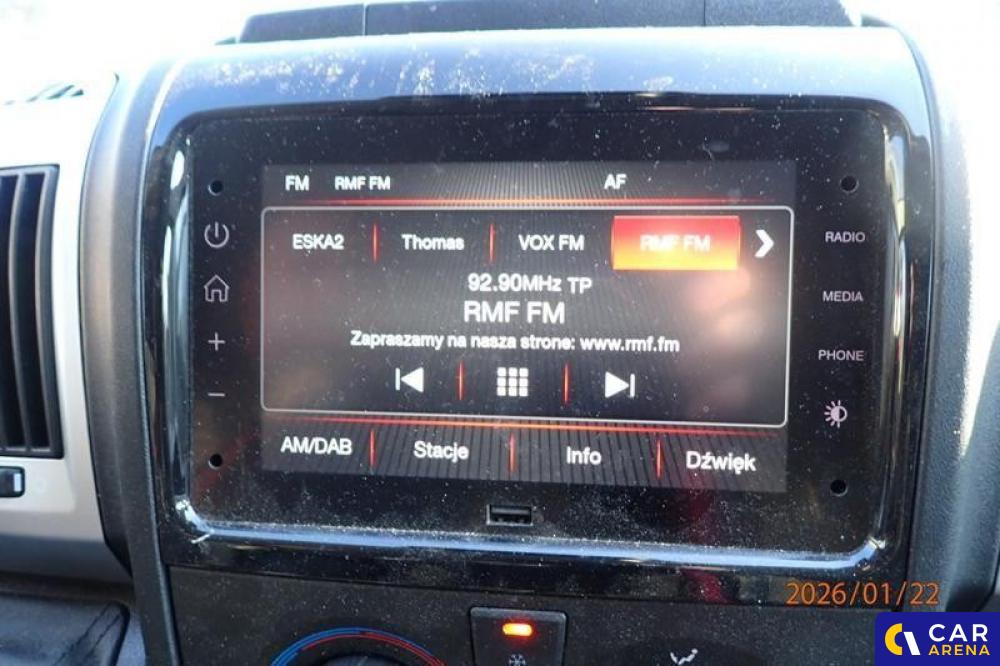 FM RMF FM AF
ESKA2 Thomas VOX FM RMF FM
92.90MHz TP
RMF FM
Zapraszamy na nasza strone: www.rmf.fm
AM/DAB Stacje Info Dźwięk
RADIO
MEDIA
PHONE
2026/01/22
CAR
ARENA